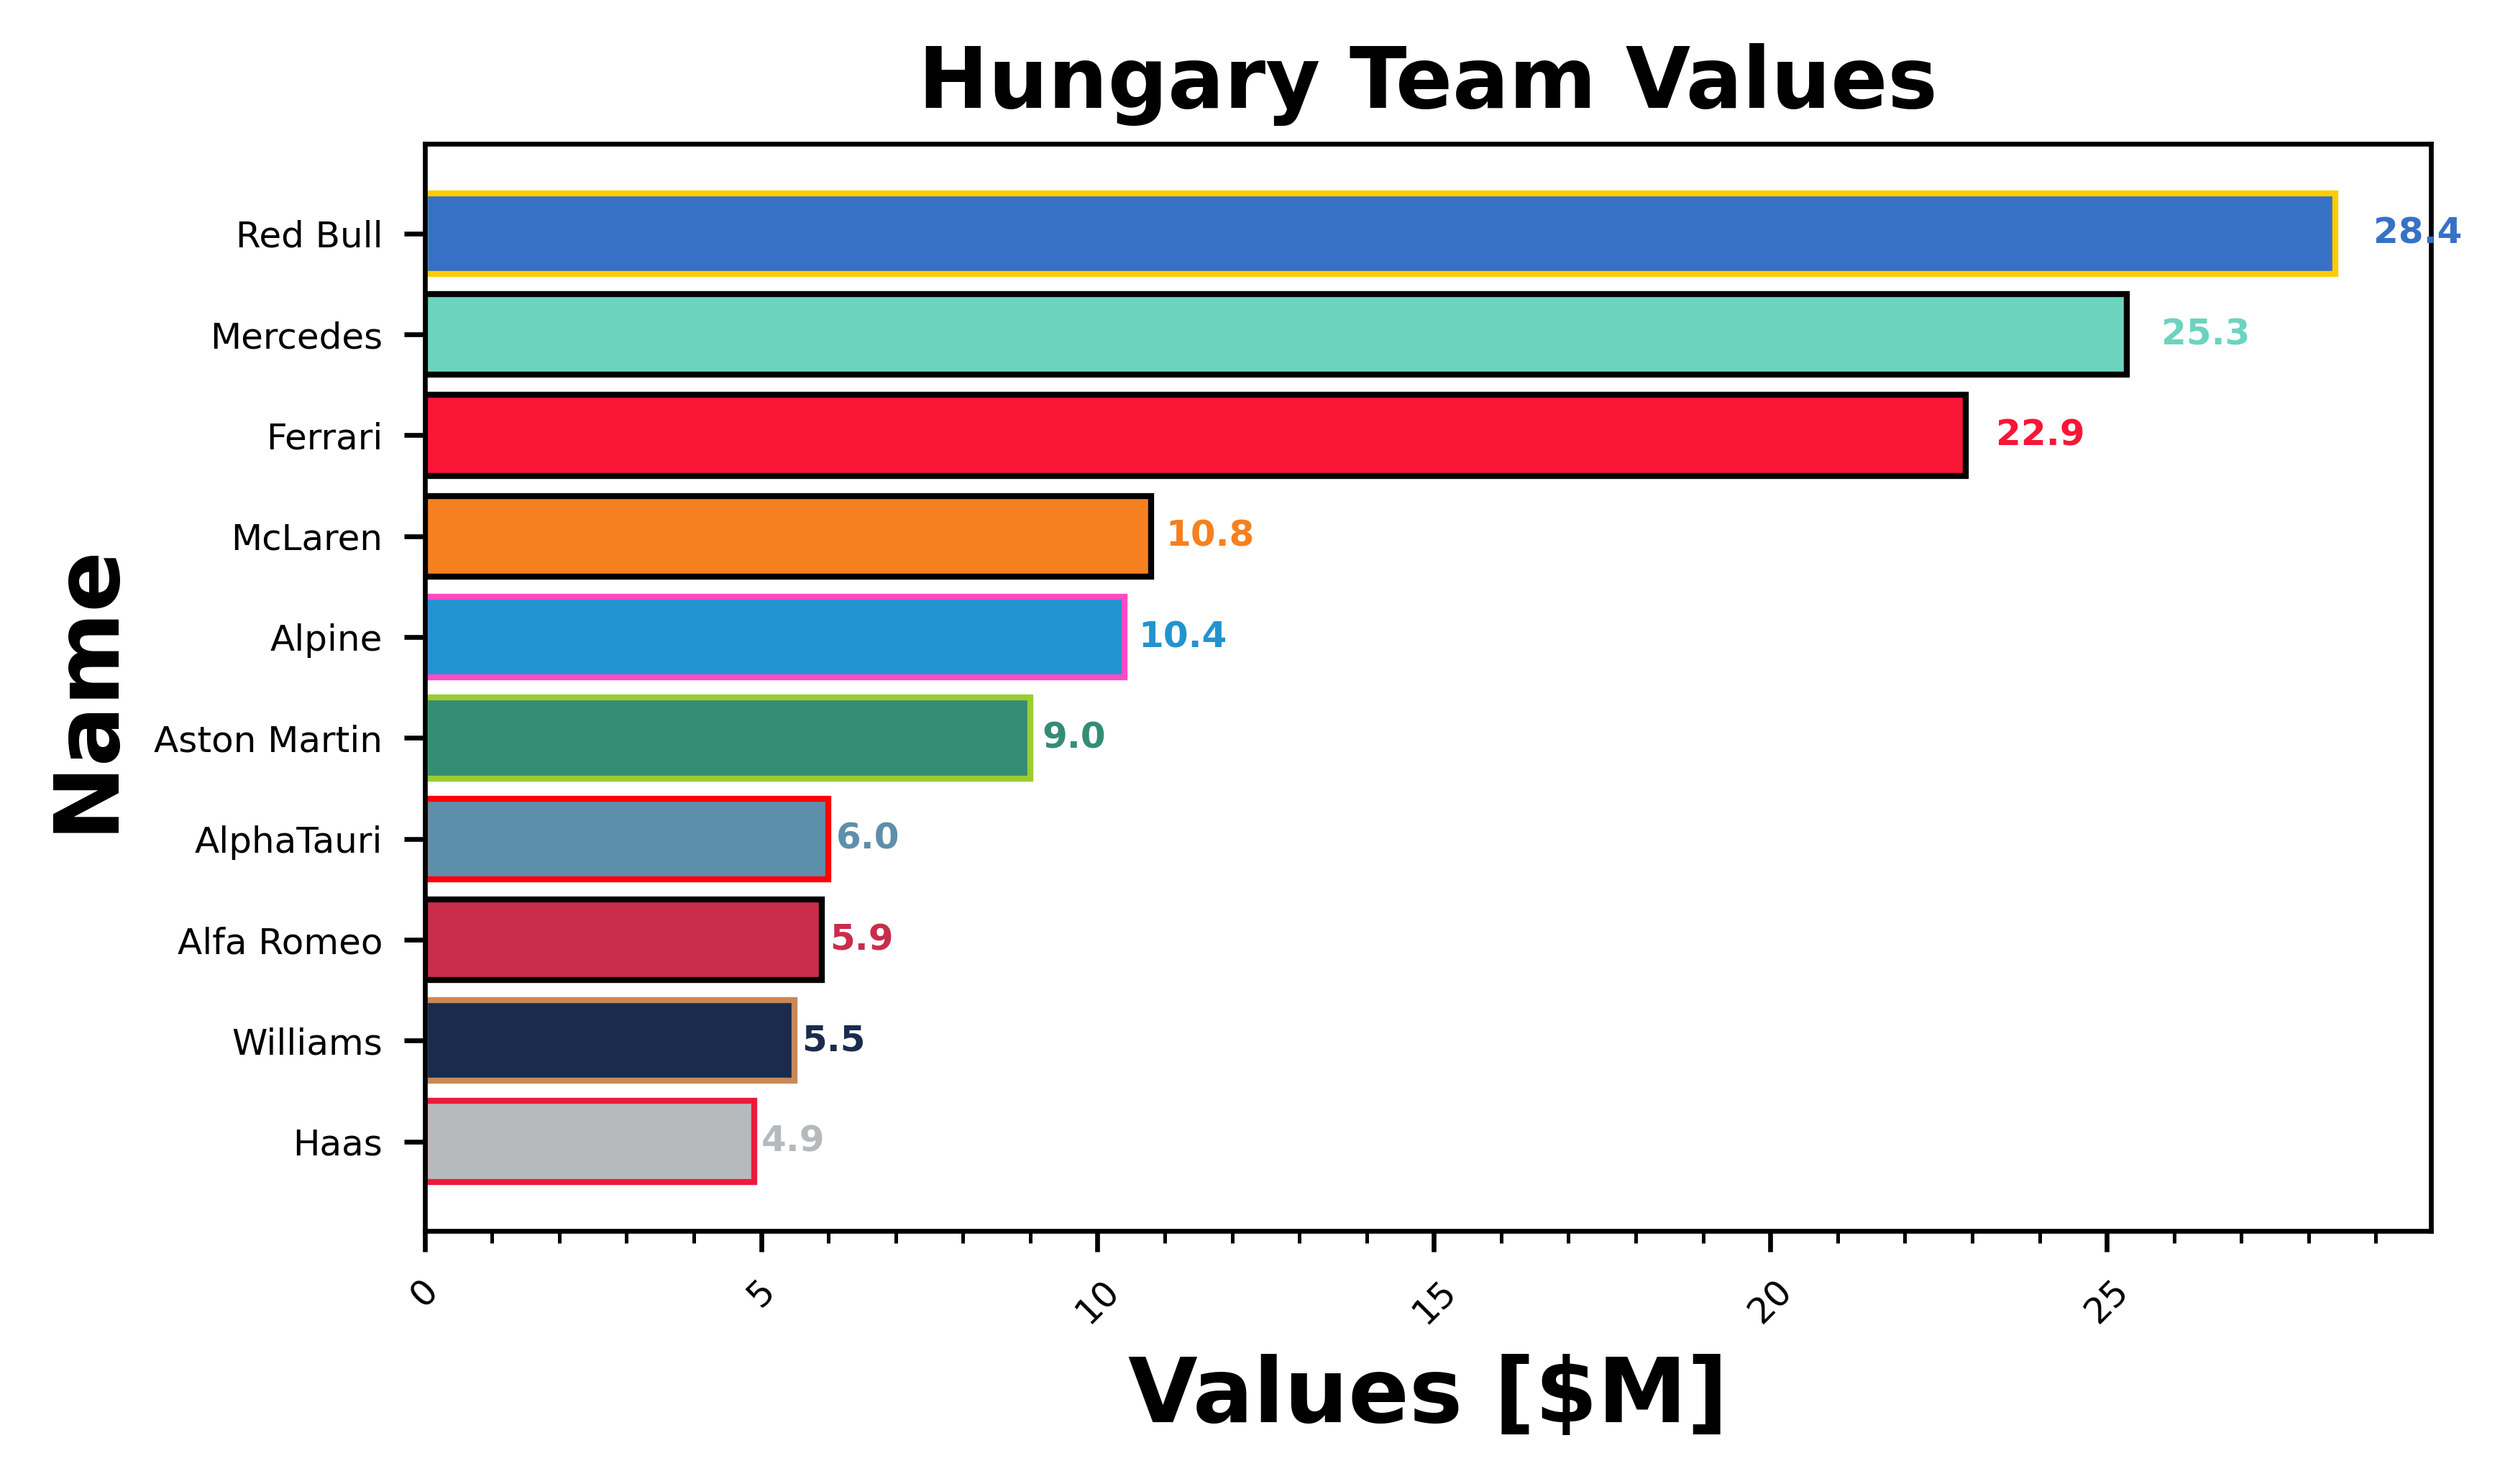 Hungary Team Values
Name
Red Bull 28.4
Mercedes 25.3
Ferrari 22.9
McLaren 10.8
Alpine 10.4
Aston Martin 9.0
AlphaTauri 6.0
Alfa Romeo 5.9
Williams 5.5
Haas 4.9
0 5 10 15 20 25
Values [$M]